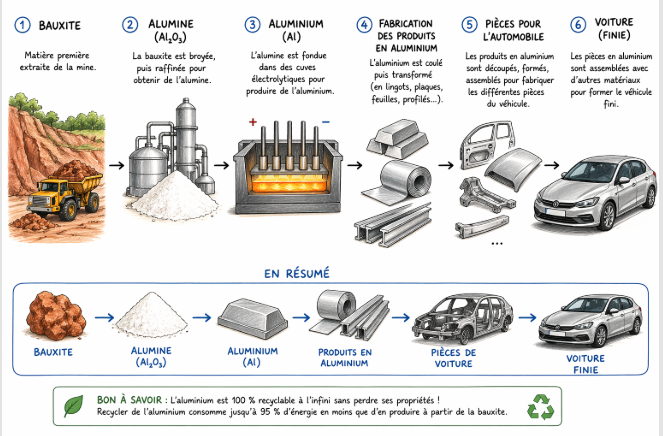 1 BAUXITE
Matière première
extraite de la mine.
2 ALUMINE
(Al₂O₃)
La bauxite est broyée,
puis raffinée pour
obtenir de l'alumine.
3 ALUMINIUM
(Al)
L'alumine est fondue
dans des cuves
électrolytiques pour
produire de l'aluminium.
+ −
4 FABRICATION
DES PRODUITS
EN ALUMINIUM
L'aluminium est coulé
puis transformé
(en lingots, plaques,
feuilles, profilés...).
5 PIÈCES POUR
L'AUTOMOBILE
Les produits en aluminium
sont découpés, formés,
assemblés pour fabriquer
les différentes pièces
du véhicule.
...
6 VOITURE
(FINIE)
Les pièces en aluminium
sont assemblées avec
d'autres matériaux
pour former le véhicule
fini.
EN RÉSUMÉ
BAUXITE
ALUMINE
(Al₂O₃)
ALUMINIUM
(Al)
PRODUITS EN
ALUMINIUM
PIÈCES DE
VOITURE
VOITURE
FINIE
BON À SAVOIR : L'aluminium est 100 % recyclable à l'infini sans perdre ses propriétés !
Recycler de l'aluminium consomme jusqu'à 95 % d'énergie en moins que d'en produire à partir de la bauxite.